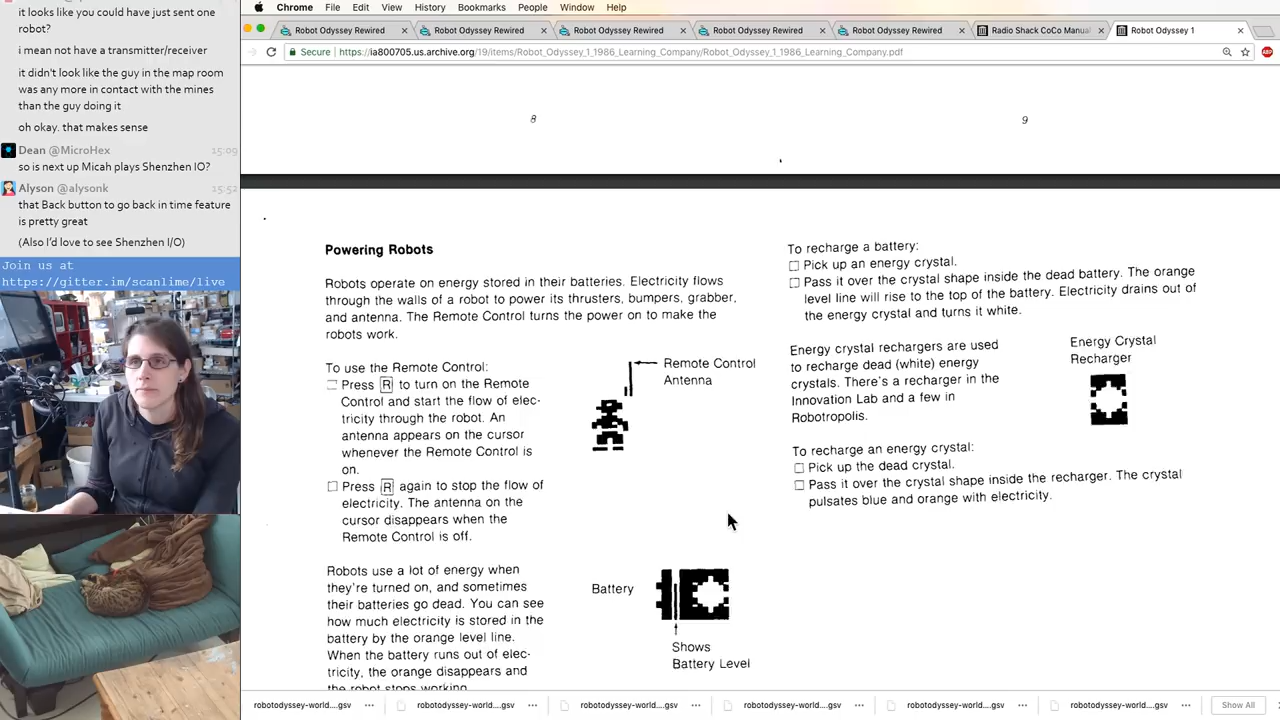 it looks like you could have just sent one
robot?
i mean not have a transmitter/receiver
it didn't look like the guy in the map room
was any more in contact with the mines
than the guy doing it
oh okay. that makes sense
Dean @MicroHex 15:09
so is next up Micah plays Shenzhen IO?
Alyson @alysonk 15:52
that Back button to go back in time feature
is pretty great
(Also I'd love to see Shenzhen I/O)
Join us at
https://gitter.im/scanlime/live
Chrome File Edit View History Bookmarks People Window Help
Robot Odyssey Rewired
Robot Odyssey Rewired
Robot Odyssey Rewired
Robot Odyssey Rewired
Robot Odyssey Rewired
Radio Shack CoCo Manua
Robot Odyssey 1
Secure https://ia800705.us.archive.org/19/items/Robot_Odyssey_1_1986_Learning_Company/Robot_Odyssey_1_1986_Learning_Company.pdf
ABP
8
9
Powering Robots
Robots operate on energy stored in their batteries. Electricity flows
through the walls of a robot to power its thrusters, bumpers, grabber,
and antenna. The Remote Control turns the power on to make the
robots work.
To use the Remote Control:
Press R to turn on the Remote
Control and start the flow of elec-
tricity through the robot. An
antenna appears on the cursor
whenever the Remote Control is
on.
Press R again to stop the flow of
electricity. The antenna on the
cursor disappears when the
Remote Control is off.
Remote Control
Antenna
Robots use a lot of energy when
they're turned on, and sometimes
their batteries go dead. You can see
how much electricity is stored in the
battery by the orange level line.
When the battery runs out of elec-
tricity, the orange disappears and
the robot stops working.
Battery
Shows
Battery Level
To recharge a battery:
Pick up an energy crystal.
Pass it over the crystal shape inside the dead battery. The orange
level line will rise to the top of the battery. Electricity drains out of
the energy crystal and turns it white.
Energy crystal rechargers are used
to recharge dead (white) energy
crystals. There's a recharger in the
Innovation Lab and a few in
Robotropolis.
Energy Crystal
Recharger
To recharge an energy crystal:
Pick up the dead crystal.
Pass it over the crystal shape inside the recharger. The crystal
pulsates blue and orange with electricity.
robotodyssey-world....gsv
robotodyssey-world....gsv
robotodyssey-world....gsv
robotodyssey-world....gsv
robotodyssey-world....gsv
robotodyssey-world....gsv
Show All